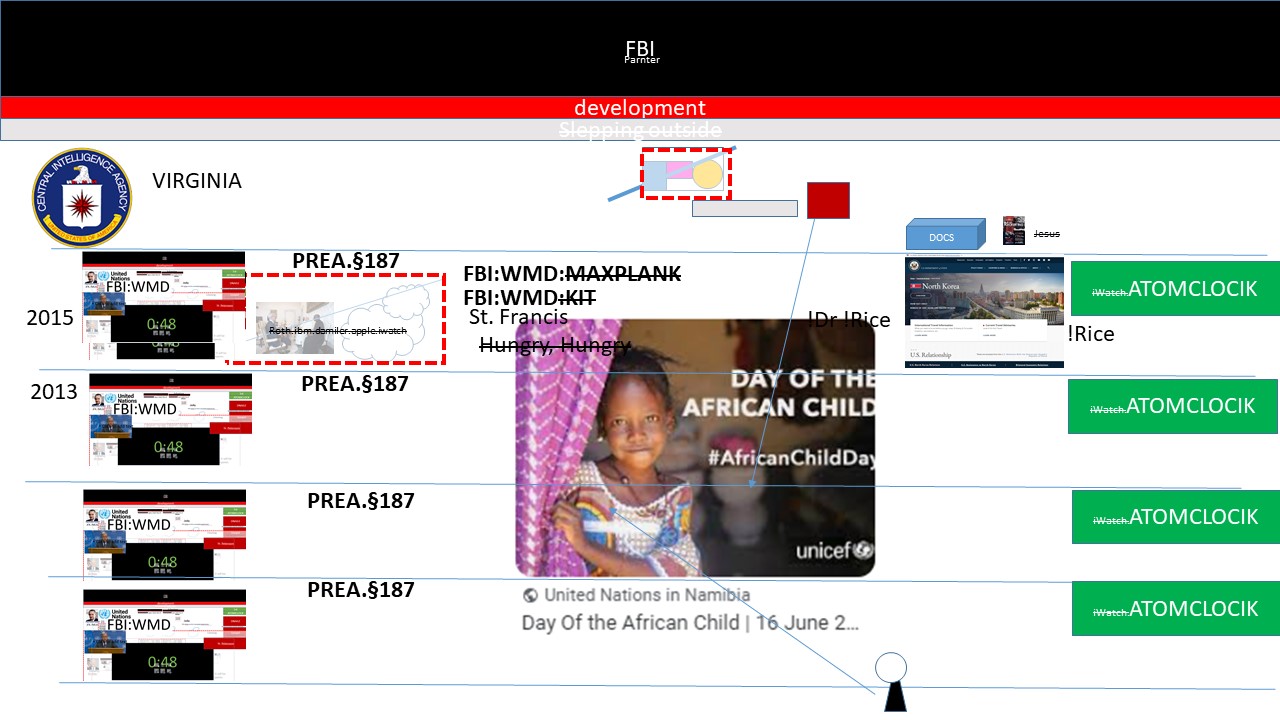 FBI
Parnter
development
Slepping outside
CENTRAL INTELLIGENCE AGENCY
UNITED STATES OF AMERICA
VIRGINIA
DOCS
Jesus
PREA.§187
FBI:WMD:MAXPLANK
FBI:WMD:KIT
St. Francis
Hungry, Hungry
!Dr !Rice
North Korea
U.S. Relationship
iWatch.ATOMCLOCIK
!Rice
2015
United Nations
FBI:WMD
0:48
Roth.ibm.damiler.apple.iwatch
2013
PREA.§187
United Nations
FBI:WMD
0:48
DAY OF THE
AFRICAN CHILD
#AfricanChildDay
unicef
iWatch.ATOMCLOCIK
PREA.§187
United Nations
FBI:WMD
0:48
iWatch.ATOMCLOCIK
PREA.§187
United Nations
FBI:WMD
0:48
United Nations in Namibia
Day Of the African Child | 16 June 2...
iWatch.ATOMCLOCIK